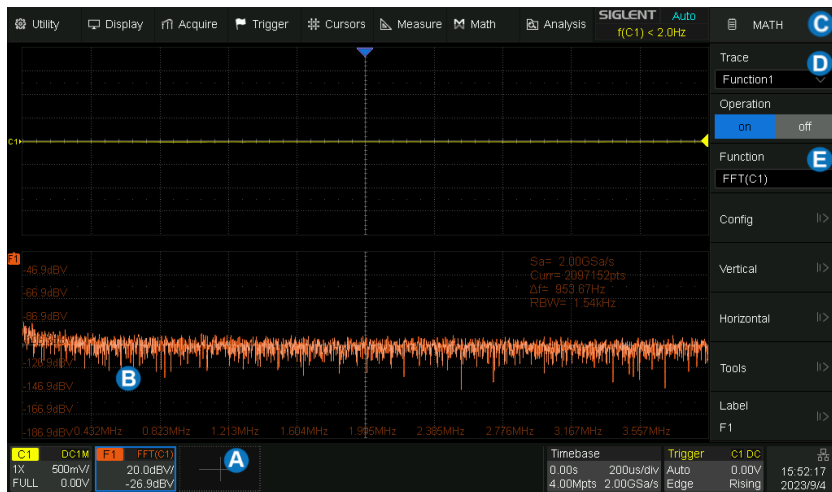 Utility Display Acquire Trigger Cursors Measure Math Analysis SIGLENT Auto
f(C1) < 2.0Hz
MATH C
Trace D
Function1
Operation
on off
Function E
FFT(C1)
Config
Vertical
Horizontal
Tools
Label
F1
C1
F1
-46.9dBV
-66.9dBV
-86.9dBV
-126.9dBV
-146.9dBV
-166.9dBV
-186.9dBV 0.432MHz 0.823MHz 1.213MHz 1.604MHz 1.995MHz 2.385MHz 2.776MHz 3.167MHz 3.557MHz
Sa= 2.00GSa/s
Curr= 2097152pts
Δf= 953.67Hz
RBW= 1.54kHz
B
C1 DC1M
1X 500mV/
FULL 0.00V
F1 FFT(C1)
20.0dBV/
-26.9dBV
A
Timebase
0.00s 200us/div
4.00Mpts 2.00GSa/s
Trigger C1 DC
Auto 0.00V
Edge Rising
15:52:17
2023/9/4